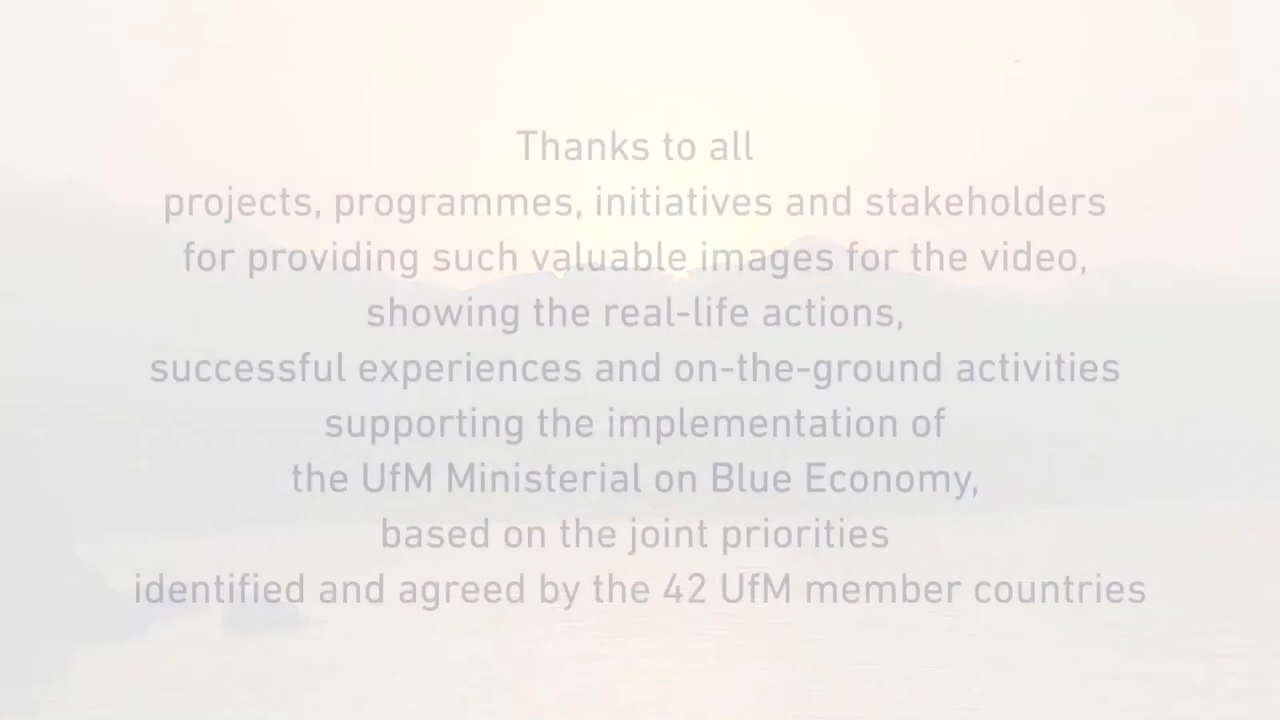 Thanks to all
projects, programmes, initiatives and stakeholders
for providing such valuable images for the video,
showing the real-life actions,
successful experiences and on-the-ground activities
supporting the implementation of
the UfM Ministerial on Blue Economy,
based on the joint priorities
identified and agreed by the 42 UfM member countries